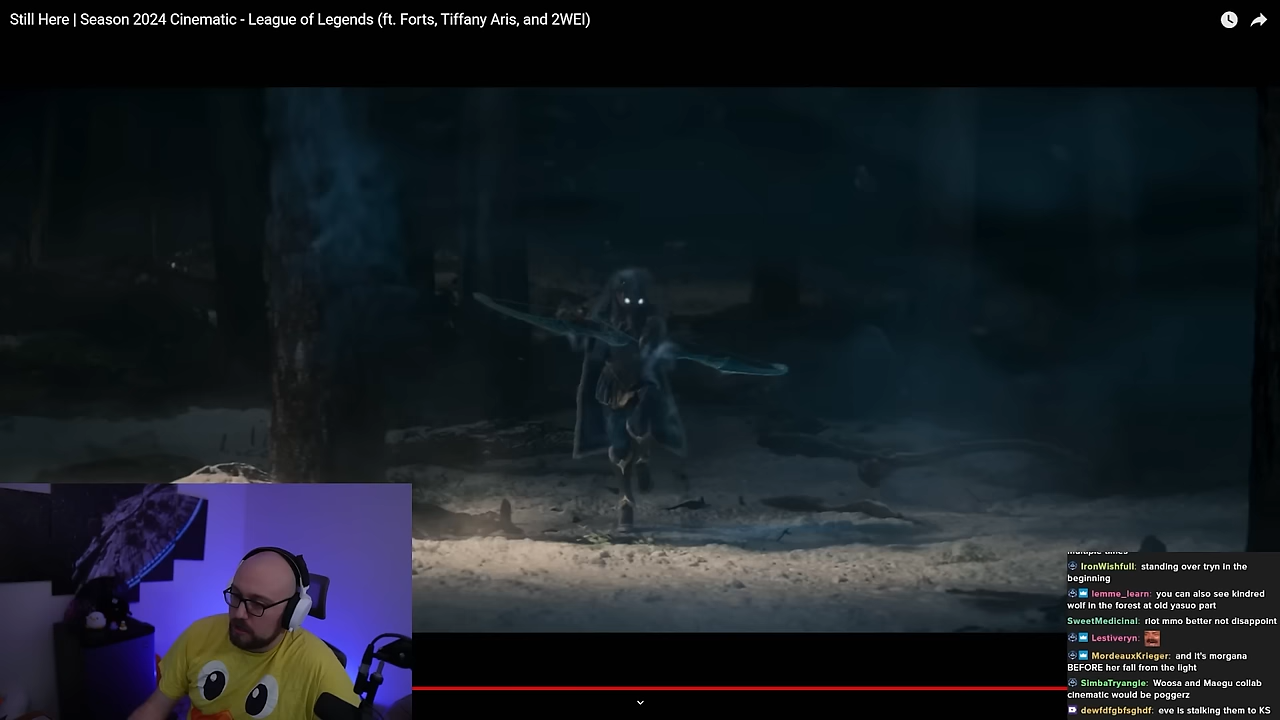 Still Here | Season 2024 Cinematic - League of Legends (ft. Forts, Tiffany Aris, and 2WEI)
multiple times
IronWishfull: standing over tryn in the
beginning
lemme_learn: you can also see kindred
wolf in the forest at old yasuo part
SweetMedicinal: riot mmo better not disappoint
Lestiveryn:
MordeauxKrieger: and it's morgana
BEFORE her fall from the light
SimbaTryangle: Woosa and Maegu collab
cinematic would be poggerz
dewfdfgbfsghdf: eve is stalking them to KS